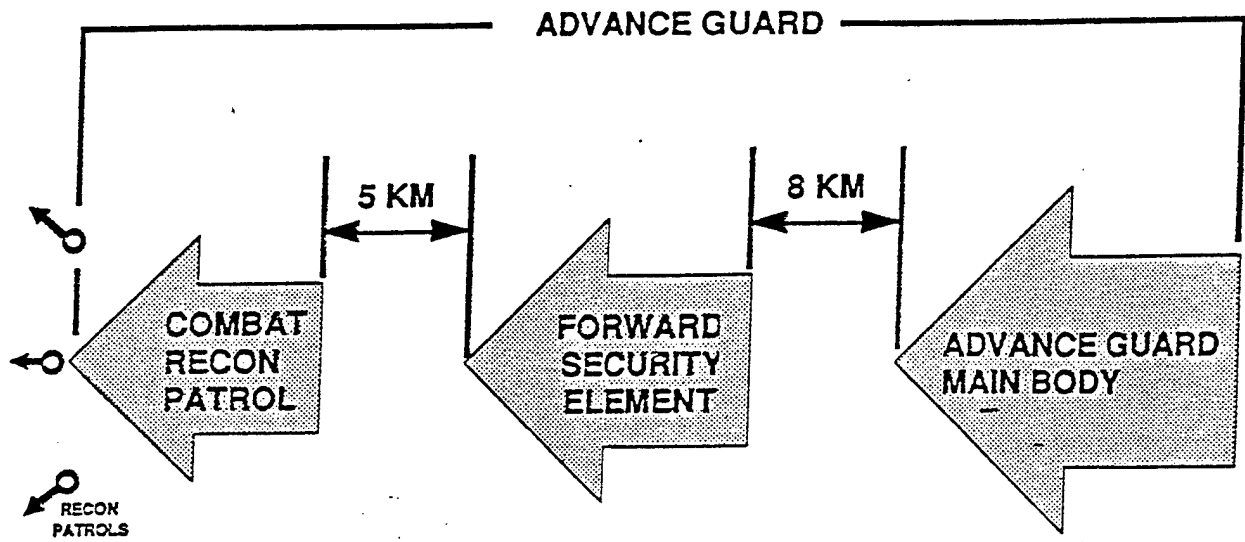 ADVANCE GUARD
5 KM
8 KM
COMBAT
RECON
PATROL
FORWARD
SECURITY
ELEMENT
ADVANCE GUARD
MAIN BODY
RECON
PATROLS